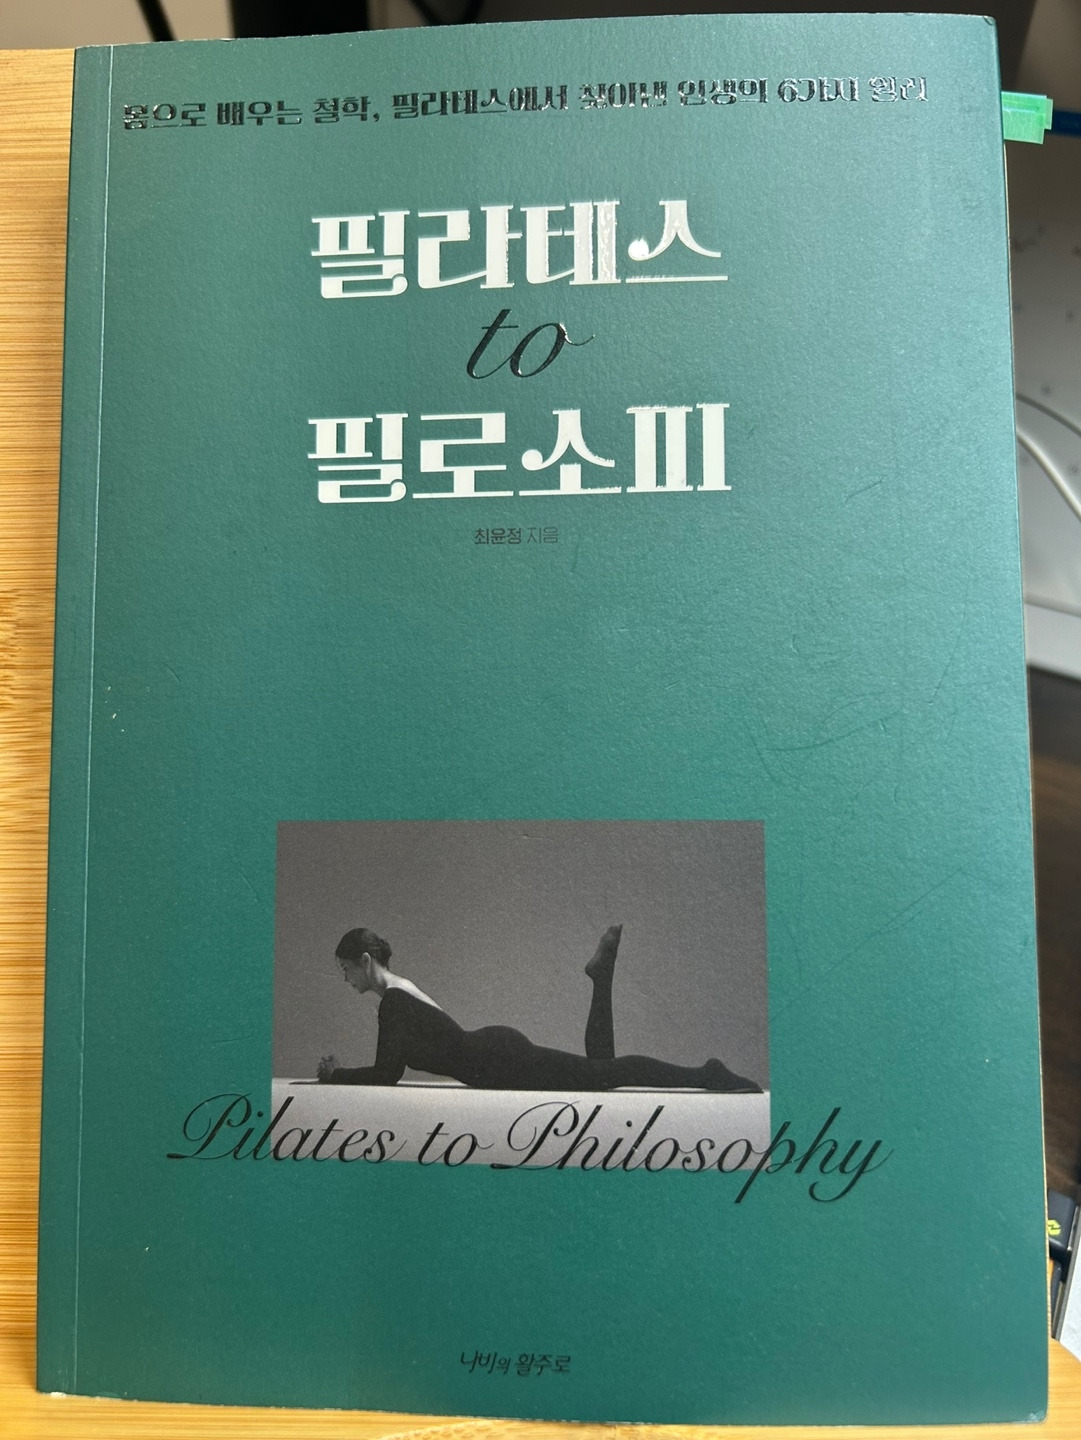 몸으로 배우는 철학, 필라테스에서 찾아낸 인생의 6가지 원리
필라테스
to
필로소피
최윤정 지음
Pilates to Philosophy
나비의 활주로